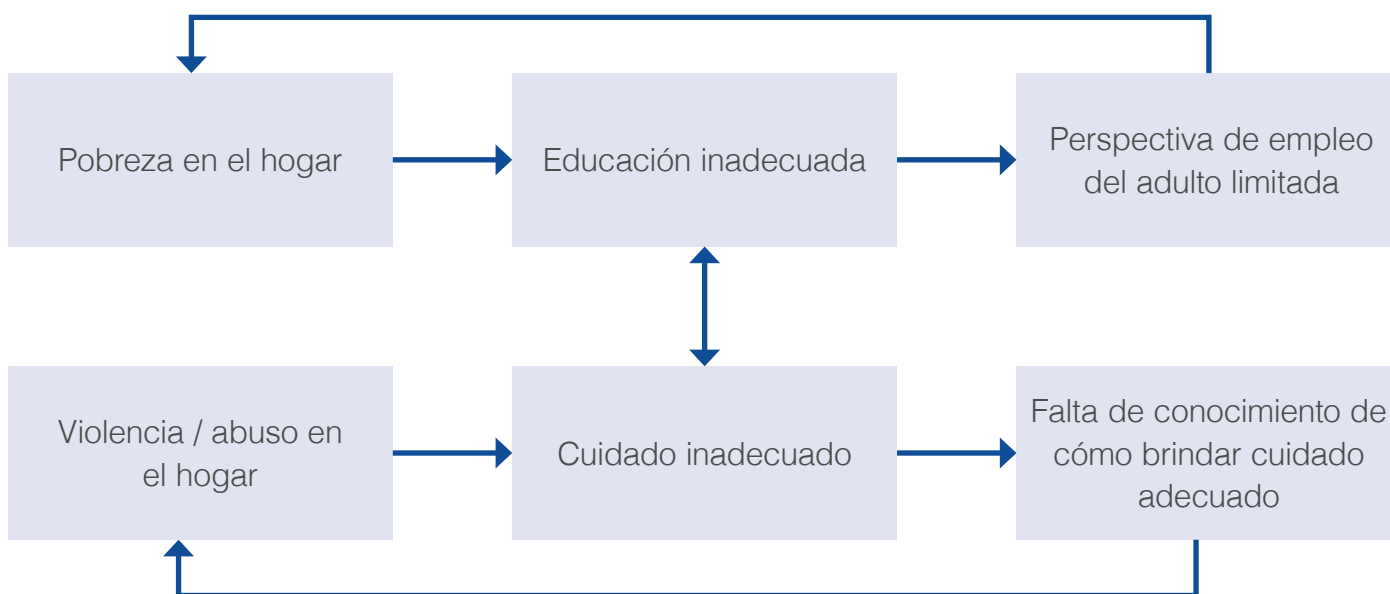 Pobreza en el hogar
Educación inadecuada
Perspectiva de empleo
del adulto limitada
Violencia / abuso en
el hogar
Cuidado inadecuado
Falta de conocimiento de
cómo brindar cuidado
adecuado